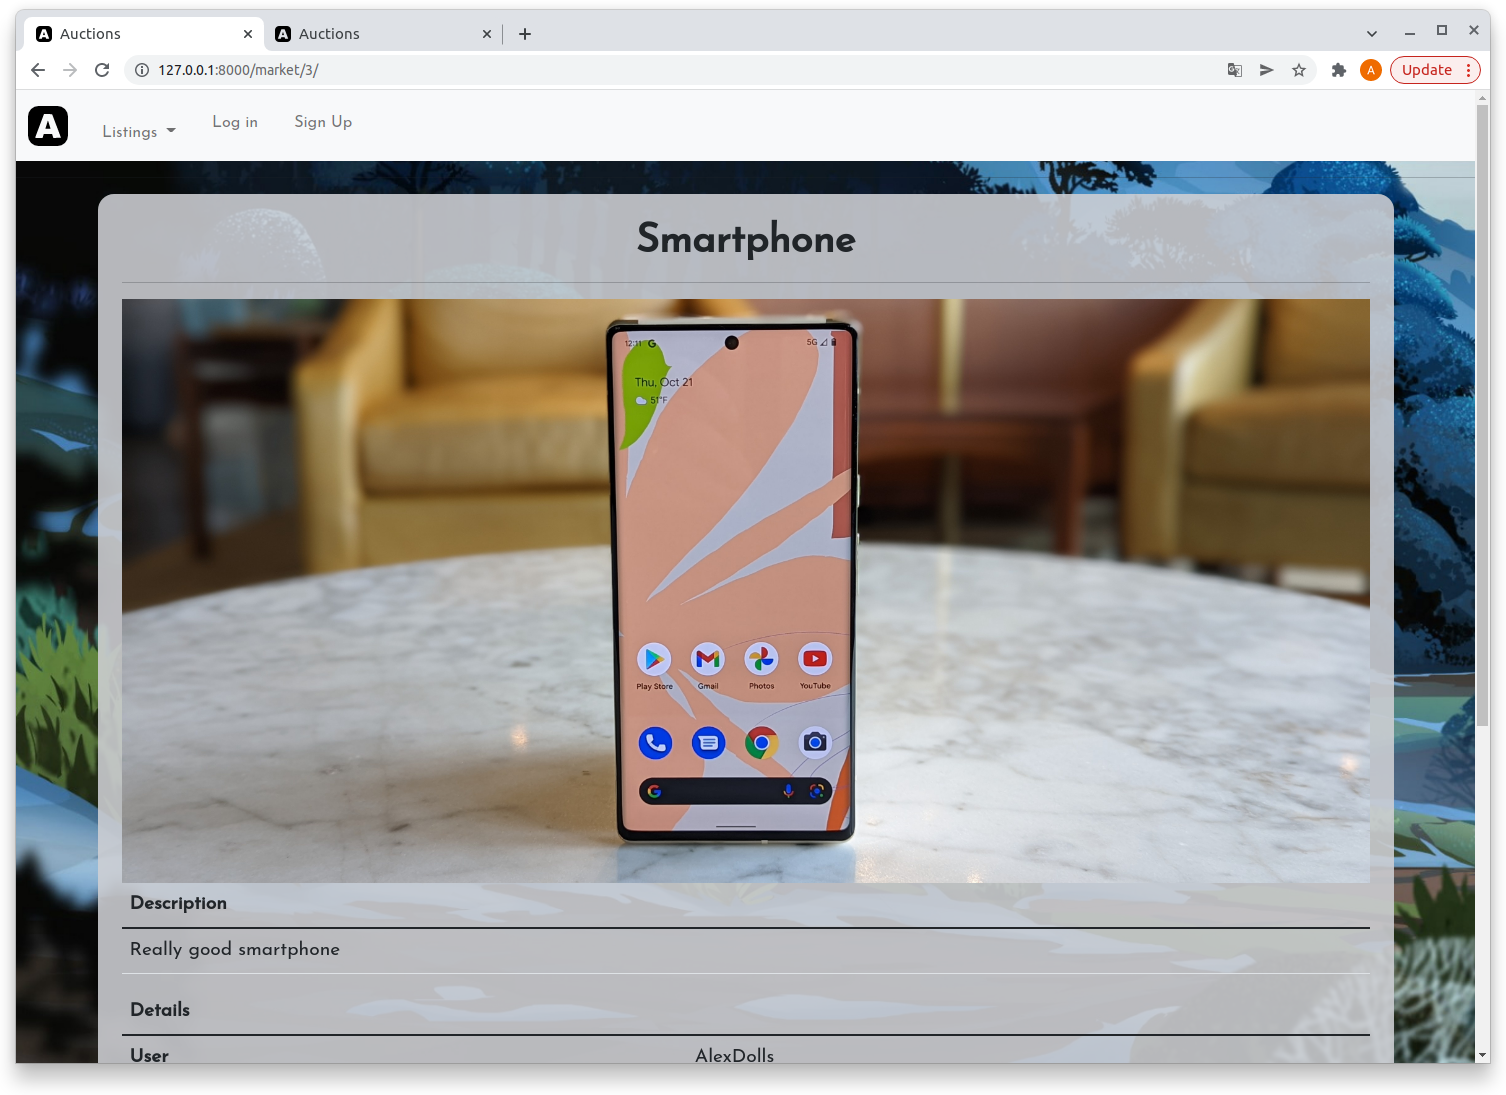 Auctions
Auctions
127.0.0.1:8000/market/3/
A
Update
A
Listings
Log in
Sign Up
Smartphone
12:11 G
5G
Thu, Oct 21
51°F
Play Store
Gmail
Photos
YouTube
Description
Really good smartphone
Details
User
AlexDolls